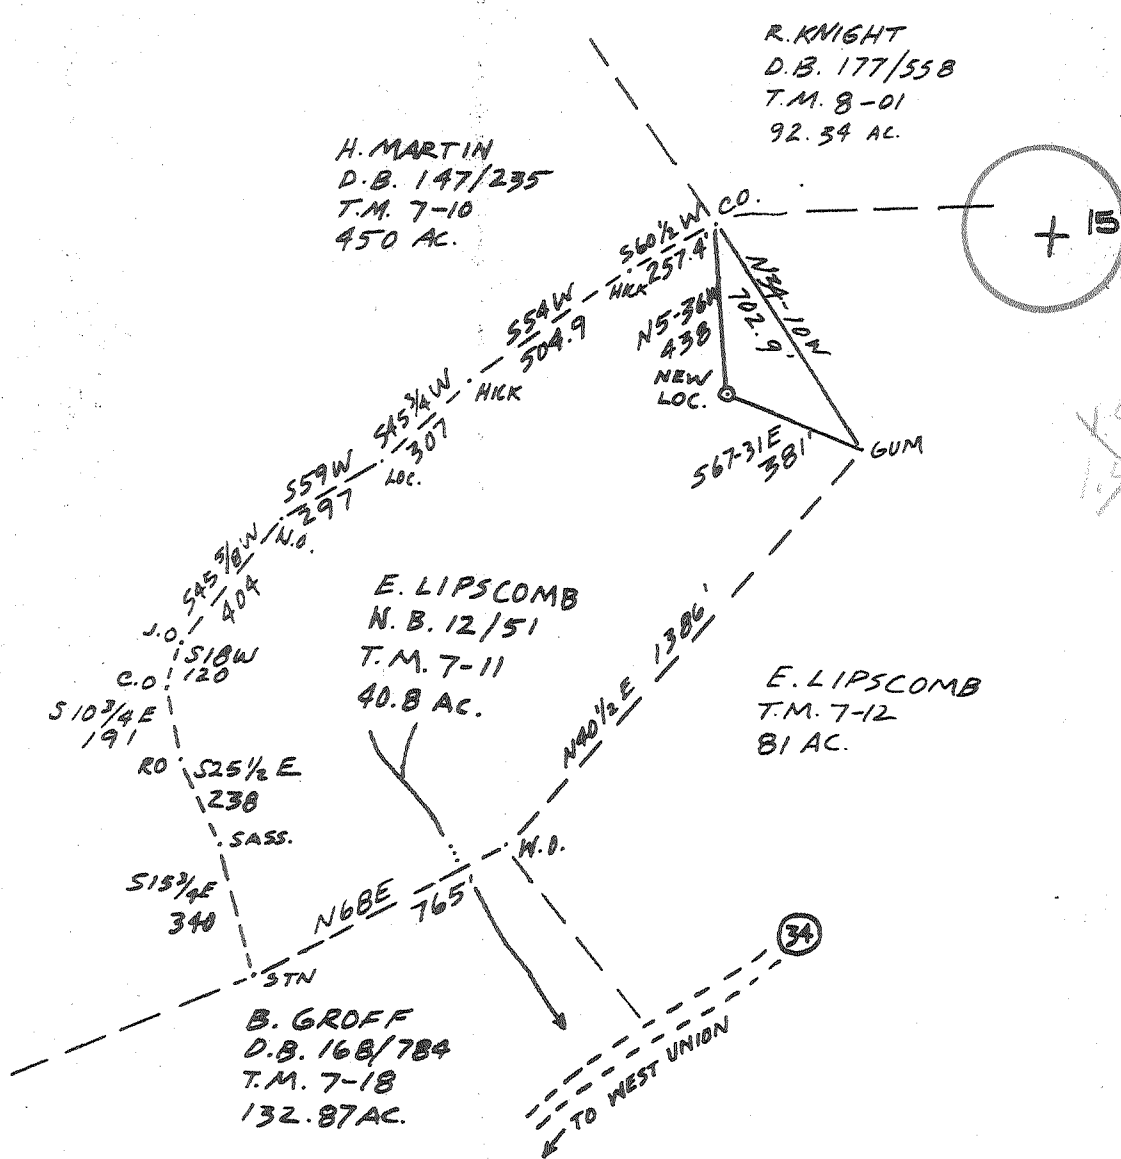 R. KNIGHT
D.B. 177/558
T.M. 8-01
92.34 AC.
H. MARTIN
D.B. 147/235
T.M. 7-10
450 AC.
CO.
15
S60½W
257.4'
HICK
S54W
504.9
HICK
N5-36W
438
N34-10W
702.9'
NEW
LOC.
S45¾W
307
LOC.
S67-31E
381'
GUM
S59W
297
N.O.
S45⅝W
404
J.O.
S18W
120
C.O
S10¾E
191
RO
S25½E
238
SASS.
S15¾E
340
E. LIPSCOMB
W.B. 12/51
T.M. 7-11
40.8 AC.
N40½E 1386'
E. LIPSCOMB
T.M. 7-12
81 AC.
W.O.
N68E
765'
STN
34
B. GROFF
D.B. 168/784
T.M. 7-18
132.87 AC.
TO WEST UNION